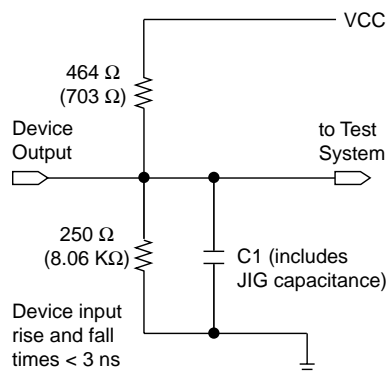 VCC
464 Ω
(703 Ω)
Device
Output
to Test
System
250 Ω
(8.06 KΩ)
C1 (includes
JIG capacitance)
Device input
rise and fall
times < 3 ns